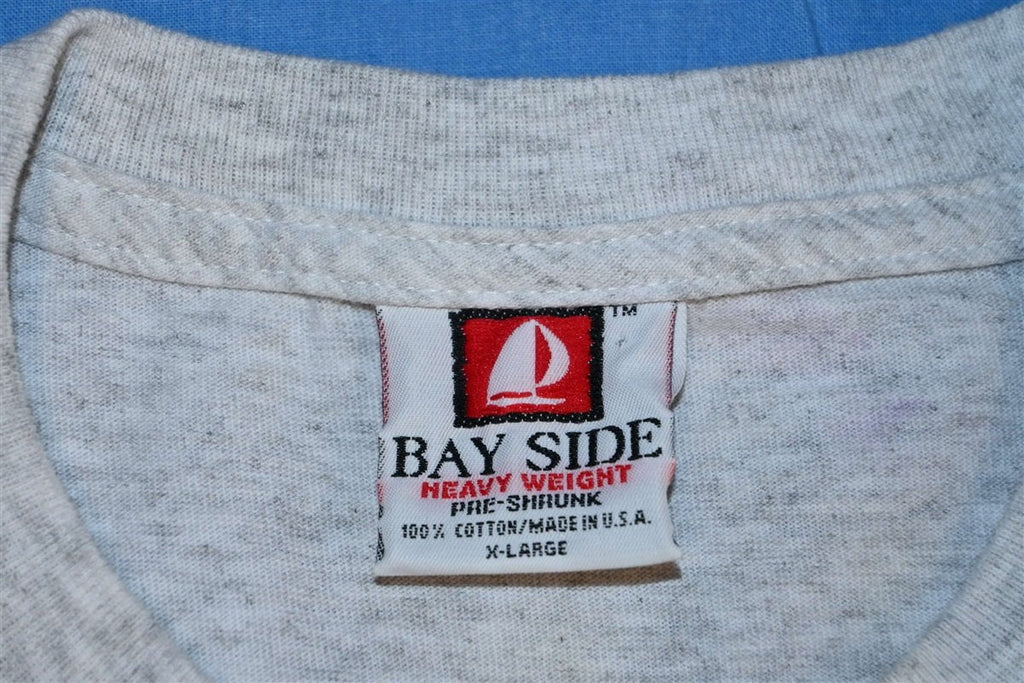 TM
BAY SIDE
HEAVY WEIGHT
PRE-SHRUNK
100% COTTON/MADE IN U.S.A.
X-LARGE